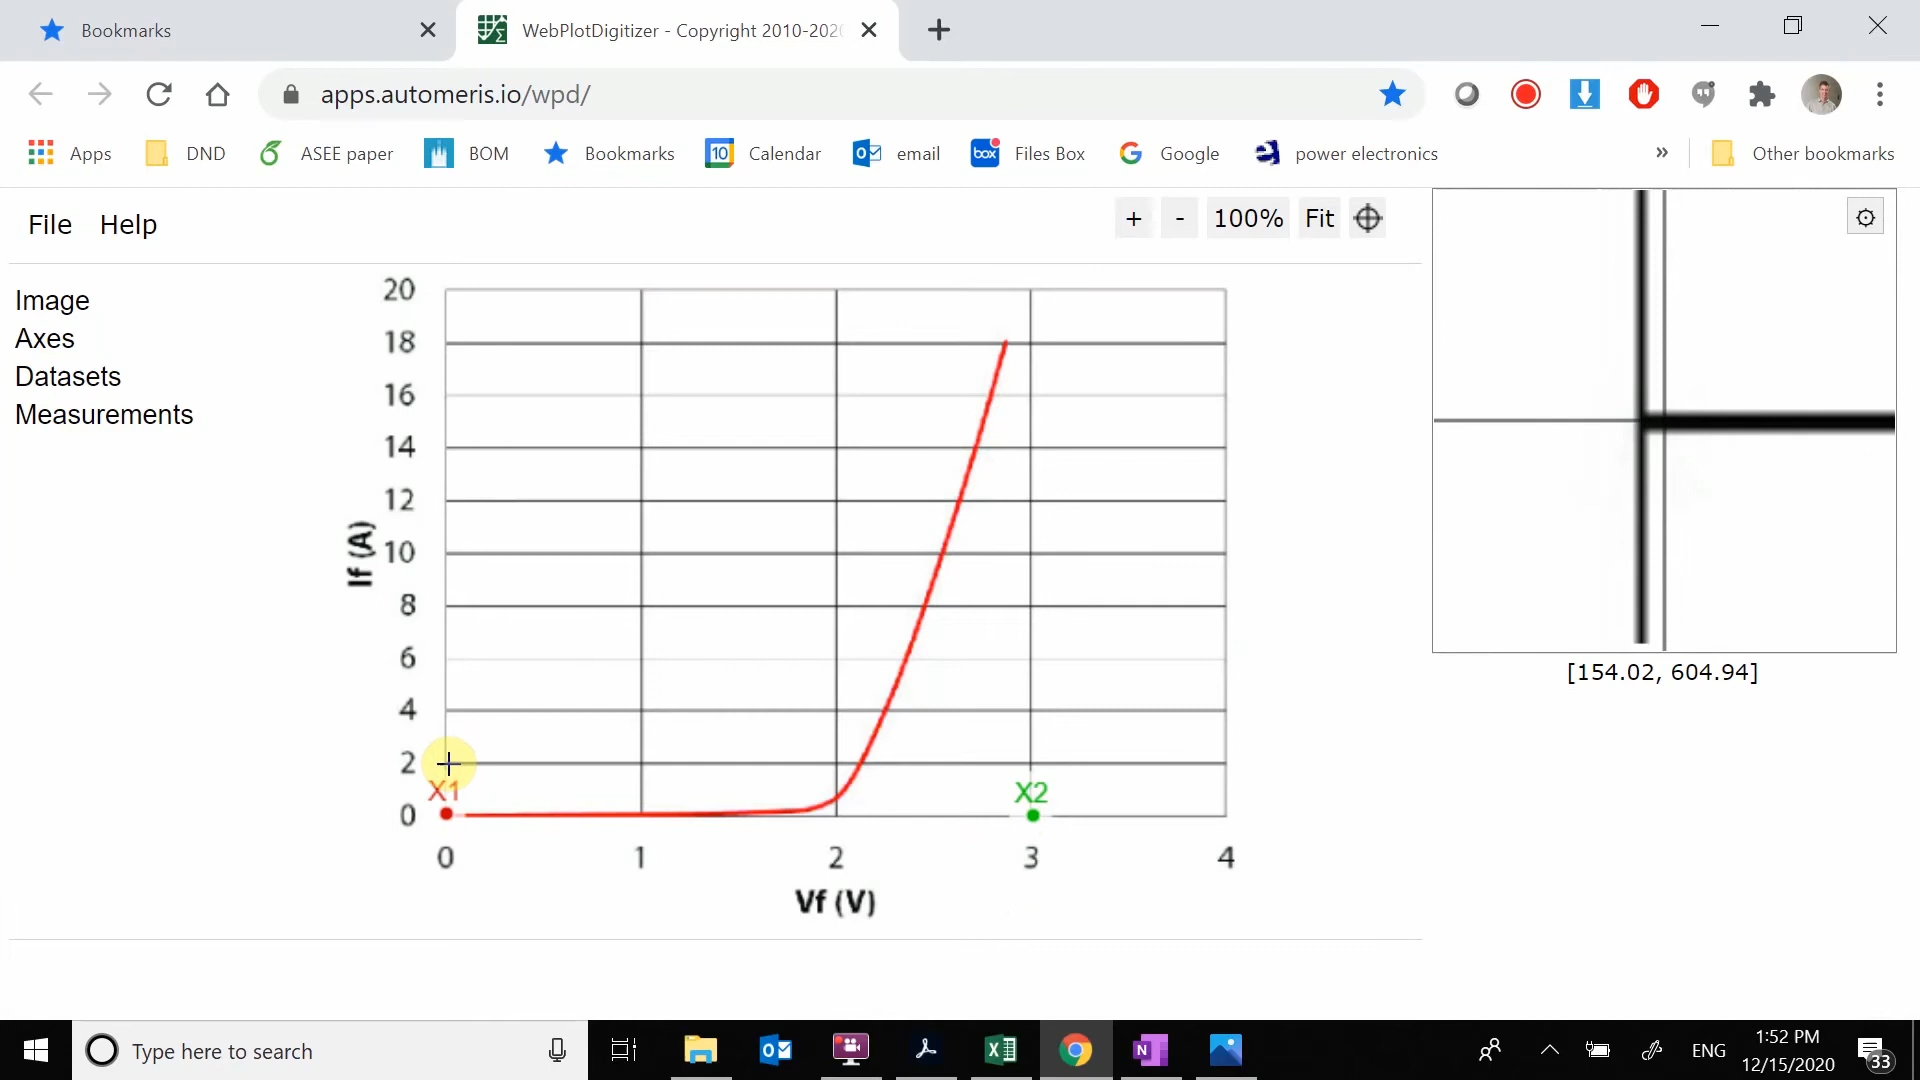 Bookmarks
WebPlotDigitizer - Copyright 2010-202
apps.automeris.io/wpd/
Apps DND ASEE paper BOM Bookmarks 10 Calendar email box Files Box Google power electronics » Other bookmarks
File Help
+ - 100% Fit
Image
Axes
Datasets
Measurements
20
18
16
14
12
10
8
6
4
2
0
If (A)
X1
X2
0 1 2 3 4
Vf (V)
[154.02, 604.94]
Type here to search
ENG
1:52 PM
12/15/2020
33